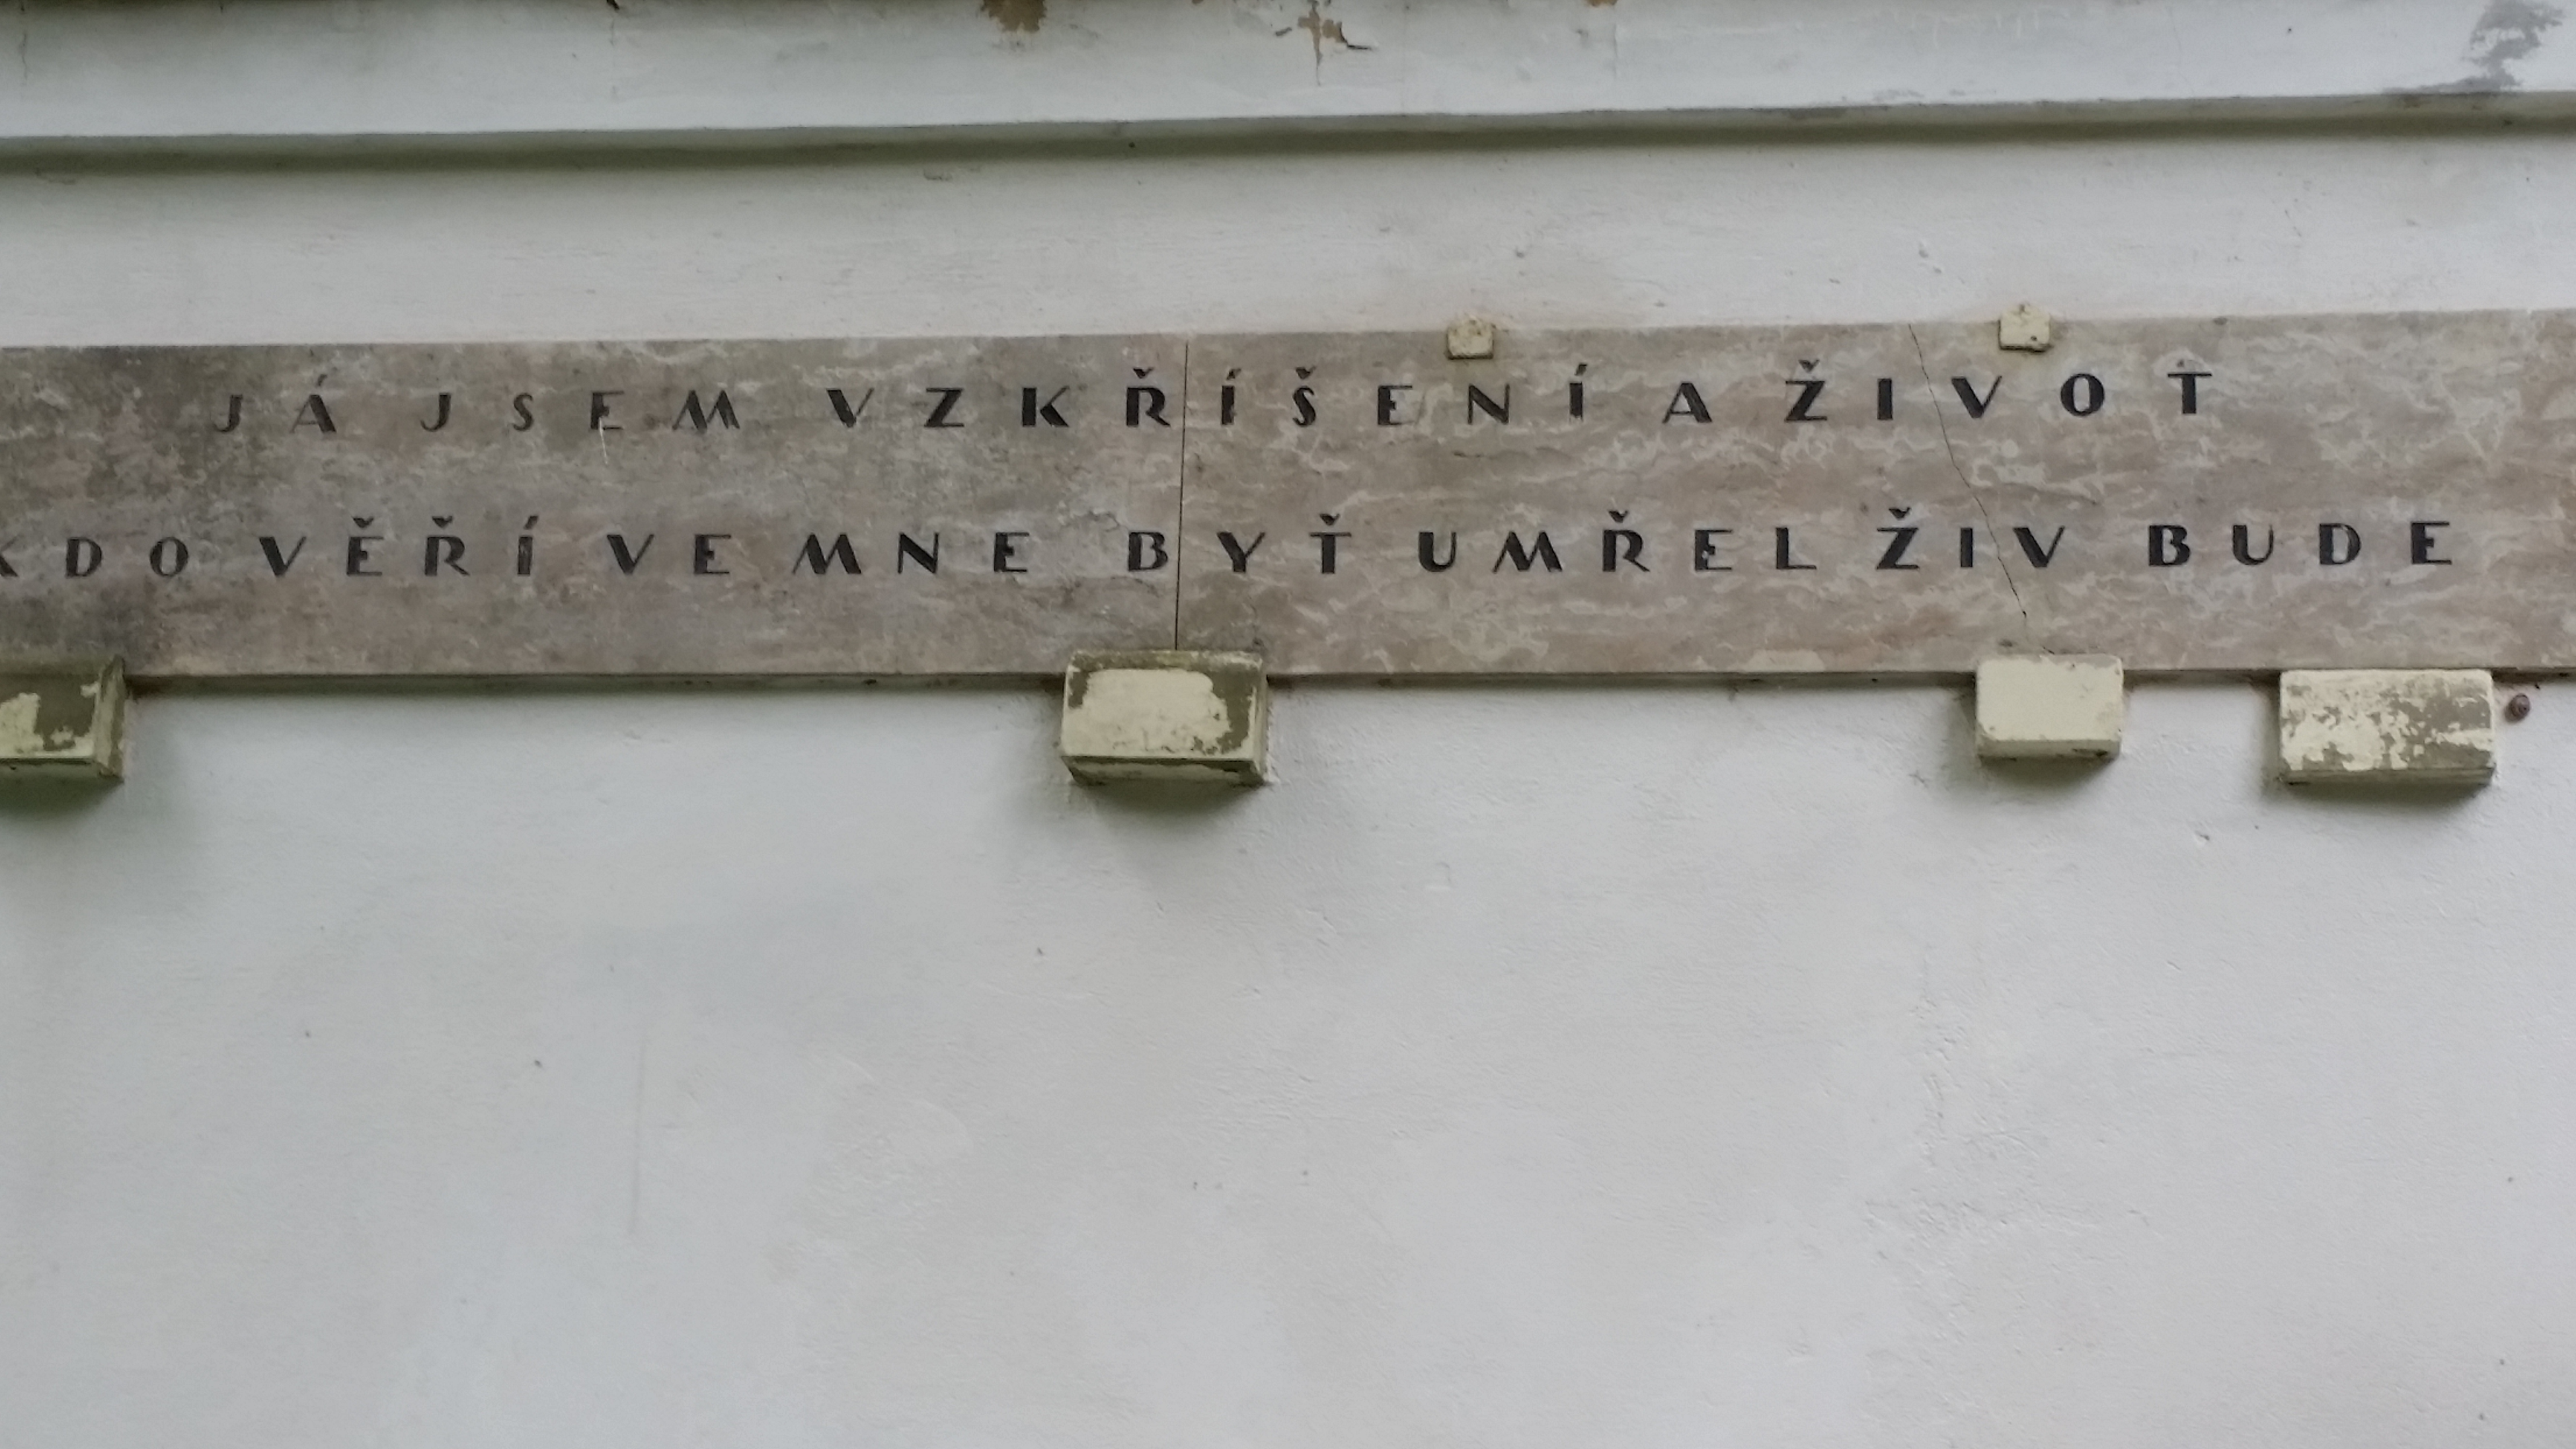 JÁ JSEM VZKŘÍŠENÍ A ŽIVOT
KDO VĚŘÍ VE MNE BYŤ UMŘEL ŽIV BUDE